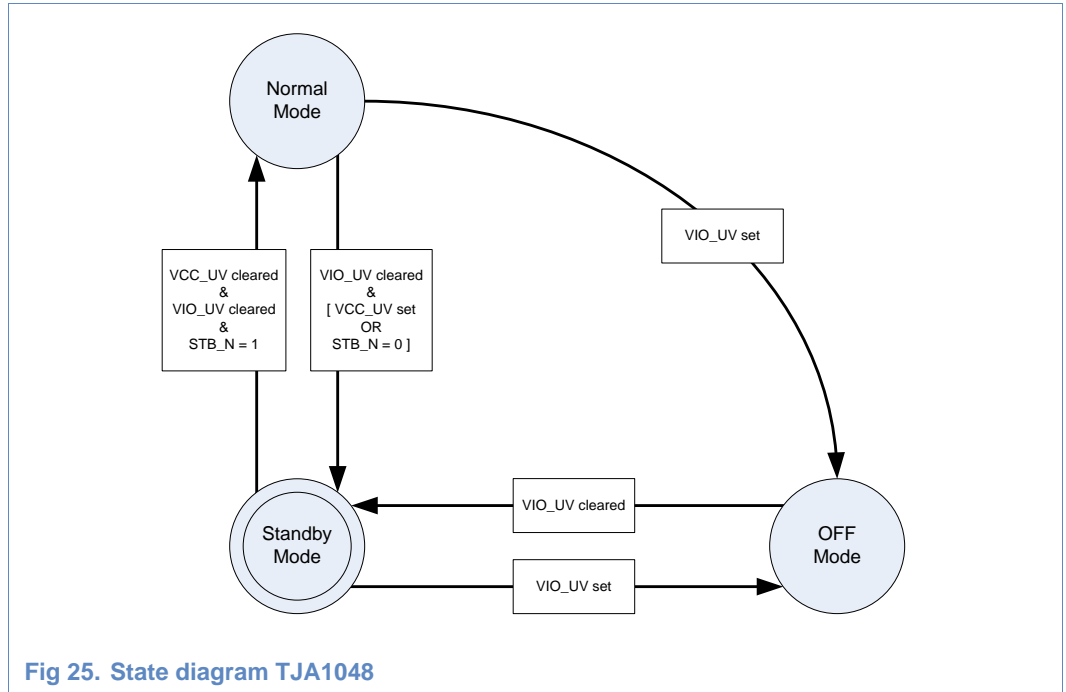 Normal
Mode
VIO_UV set
VCC_UV cleared
&
VIO_UV cleared
&
STB_N = 1
VIO_UV cleared
&
[ VCC_UV set
OR
STB_N = 0 ]
VIO_UV cleared
Standby
Mode
OFF
Mode
VIO_UV set
Fig 25. State diagram TJA1048